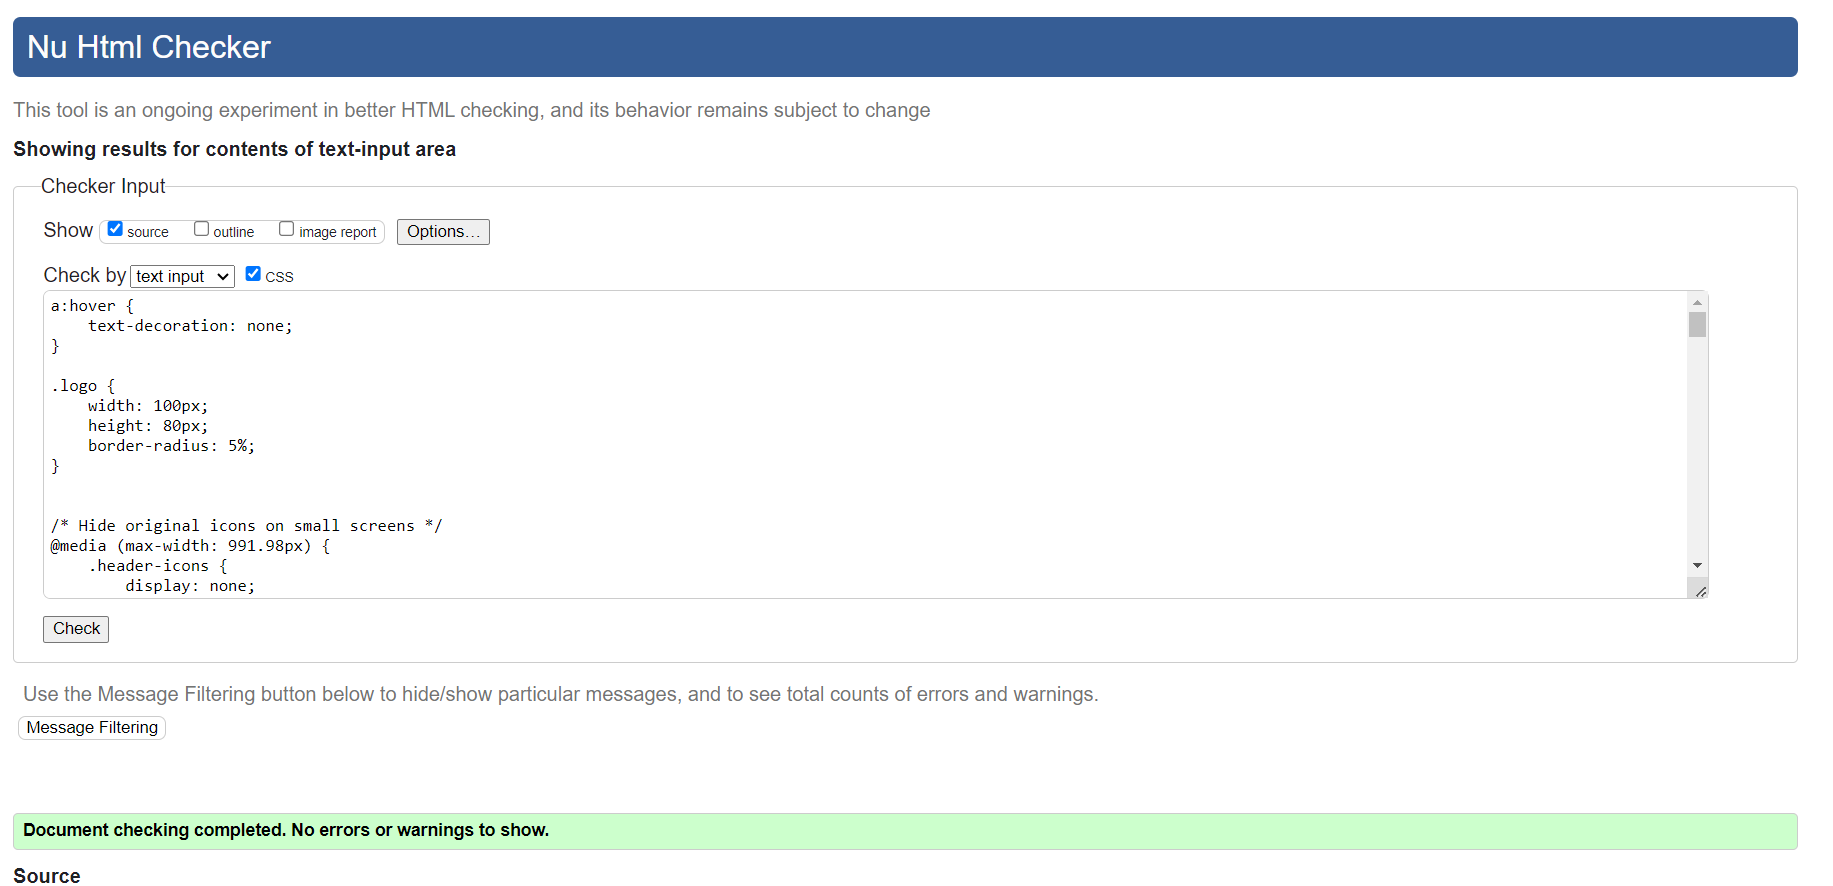 Nu Html Checker
This tool is an ongoing experiment in better HTML checking, and its behavior remains subject to change
Showing results for contents of text-input area
Checker Input
Show source outline image report Options...
Check by text input CSS
a:hover {
    text-decoration: none;
}
.logo {
    width: 100px;
    height: 80px;
    border-radius: 5%;
}
/* Hide original icons on small screens */
@media (max-width: 991.98px) {
    .header-icons {
        display: none;
Check
Use the Message Filtering button below to hide/show particular messages, and to see total counts of errors and warnings.
Message Filtering
Document checking completed. No errors or warnings to show.
Source